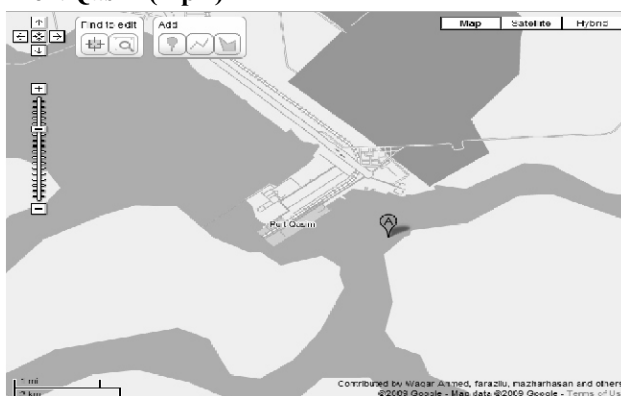 Find to edit
Add
Map
Satellite
Hybrid
A
Port Qasim
1 mi
2 km
Contributed by Waqar Ahmed, farazilu, mazharhasan and others
©2009 Google - Map data ©2009 Google - Terms of Us